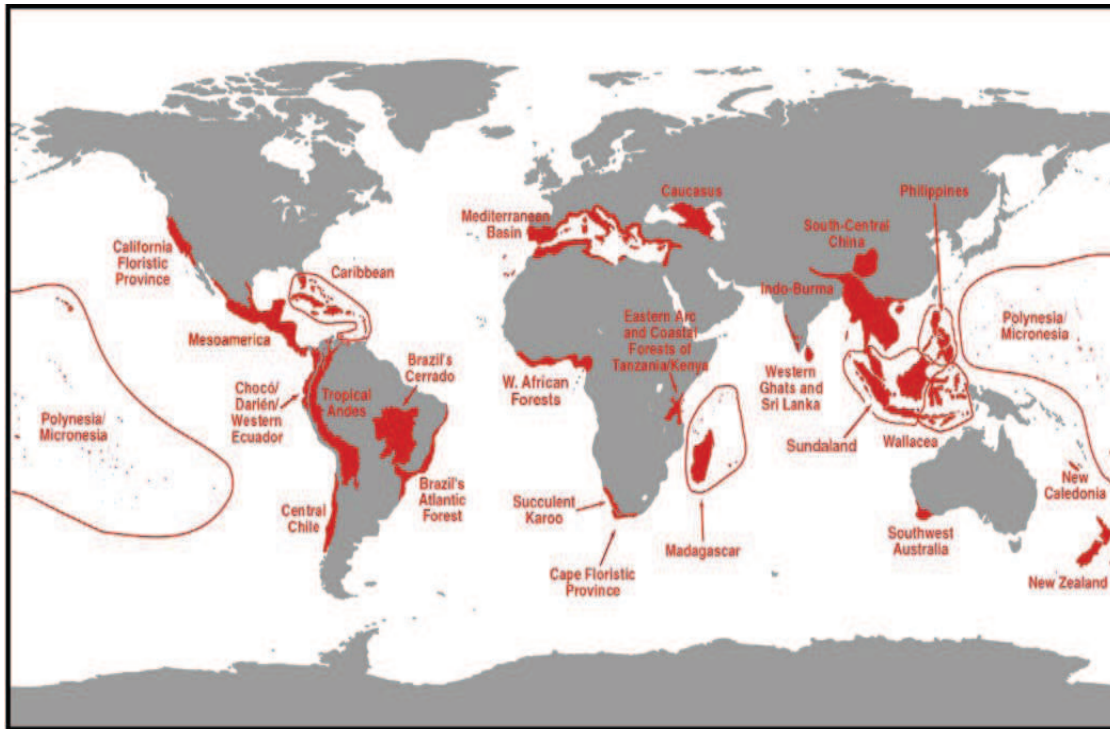 Caucasus
Philippines
Mediterranean
Basin
South-Central
China
California
Floristic
Province
Caribbean
Indo-Burma
Polynesia/
Micronesia
Mesoamerica
Eastern Arc
and Coastal
Forests of
Tanzania/Kenya
Brazil's
Cerrado
W. African
Forests
Western
Ghats and
Sri Lanka
Chocó/
Darién/
Western
Ecuador
Tropical
Andes
Polynesia/
Micronesia
Sundaland
Wallacea
New
Caledonia
Brazil's
Atlantic
Forest
Central
Chile
Succulent
Karoo
Madagascar
Southwest
Australia
Cape Floristic
Province
New Zealand